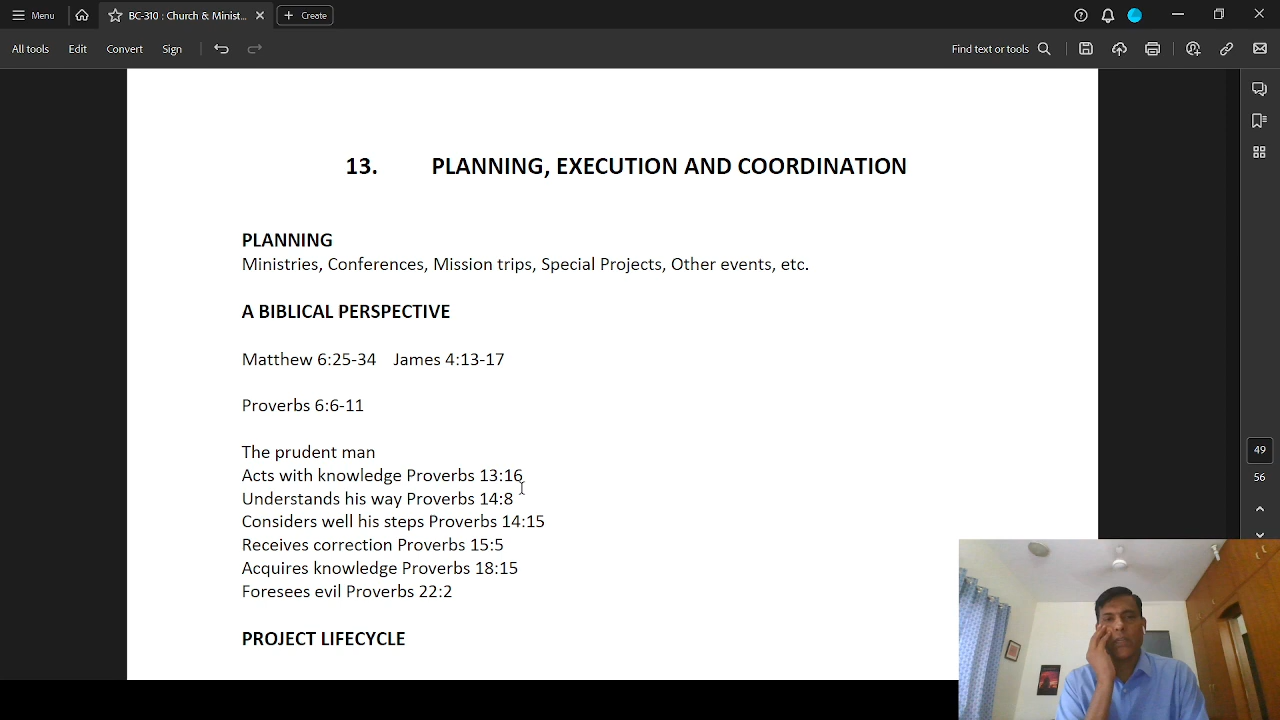 Menu
BC-310 : Church & Minist...
Create
All tools
Edit
Convert
Sign
Find text or tools
13. PLANNING, EXECUTION AND COORDINATION
PLANNING
Ministries, Conferences, Mission trips, Special Projects, Other events, etc.
A BIBLICAL PERSPECTIVE
Matthew 6:25-34 James 4:13-17
Proverbs 6:6-11
The prudent man
Acts with knowledge Proverbs 13:16
Understands his way Proverbs 14:8
Considers well his steps Proverbs 14:15
Receives correction Proverbs 15:5
Acquires knowledge Proverbs 18:15
Foresees evil Proverbs 22:2
PROJECT LIFECYCLE
49
56